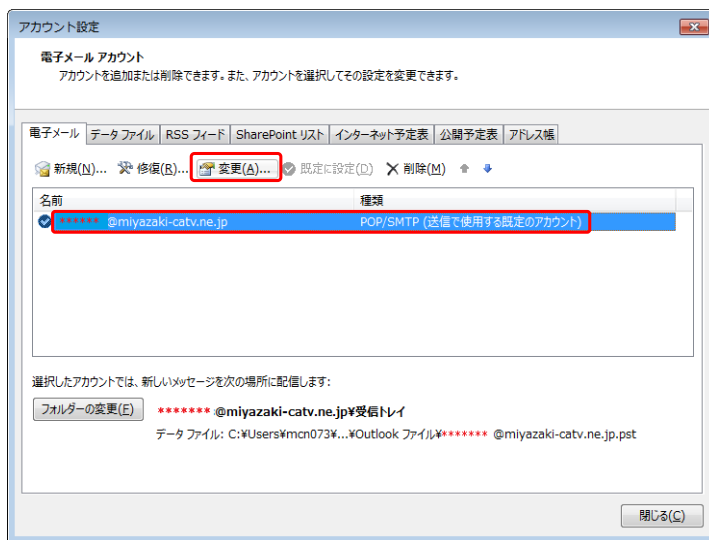 アカウント設定
電子メール アカウント
アカウントを追加または削除できます。また、アカウントを選択してその設定を変更できます。
電子メール データ ファイル RSS フィード SharePoint リスト インターネット予定表 公開予定表 アドレス帳
新規(N)... 修復(R)... 変更(A)... 既定に設定(D) 削除(M)
名前 種類
****** @miyazaki-catv.ne.jp POP/SMTP (送信で使用する既定のアカウント)
選択したアカウントでは、新しいメッセージを次の場所に配信します:
フォルダーの変更(F) ******* @miyazaki-catv.ne.jp¥受信トレイ
データ ファイル: C:¥Users¥mcn073¥...¥Outlook ファイル¥******* @miyazaki-catv.ne.jp.pst
閉じる(C)